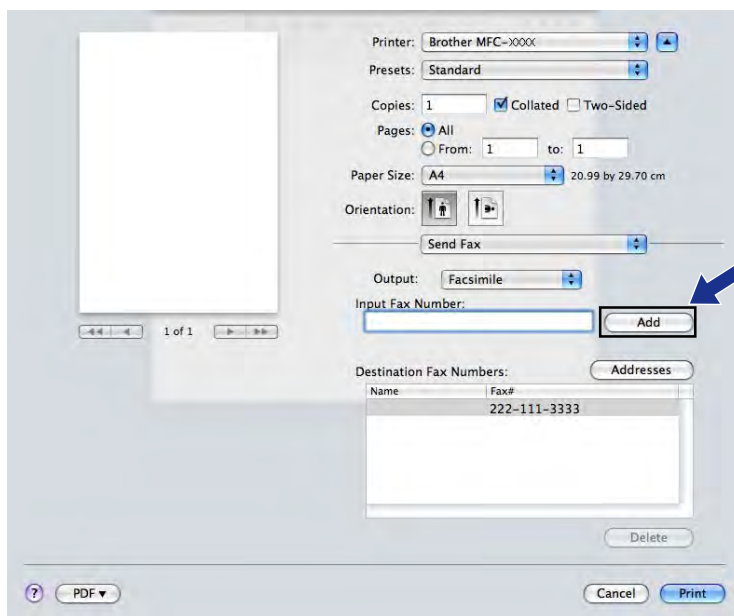 Printer: Brother MFC-XXXX
Presets: Standard
Copies: 1 Collated Two-Sided
Pages: All
From: 1 to: 1
Paper Size: A4 20.99 by 29.70 cm
Orientation:
Send Fax
Output: Facsimile
Input Fax Number:
Add
1 of 1
Destination Fax Numbers: Addresses
Name Fax#
222-111-3333
Delete
? PDF Cancel Print